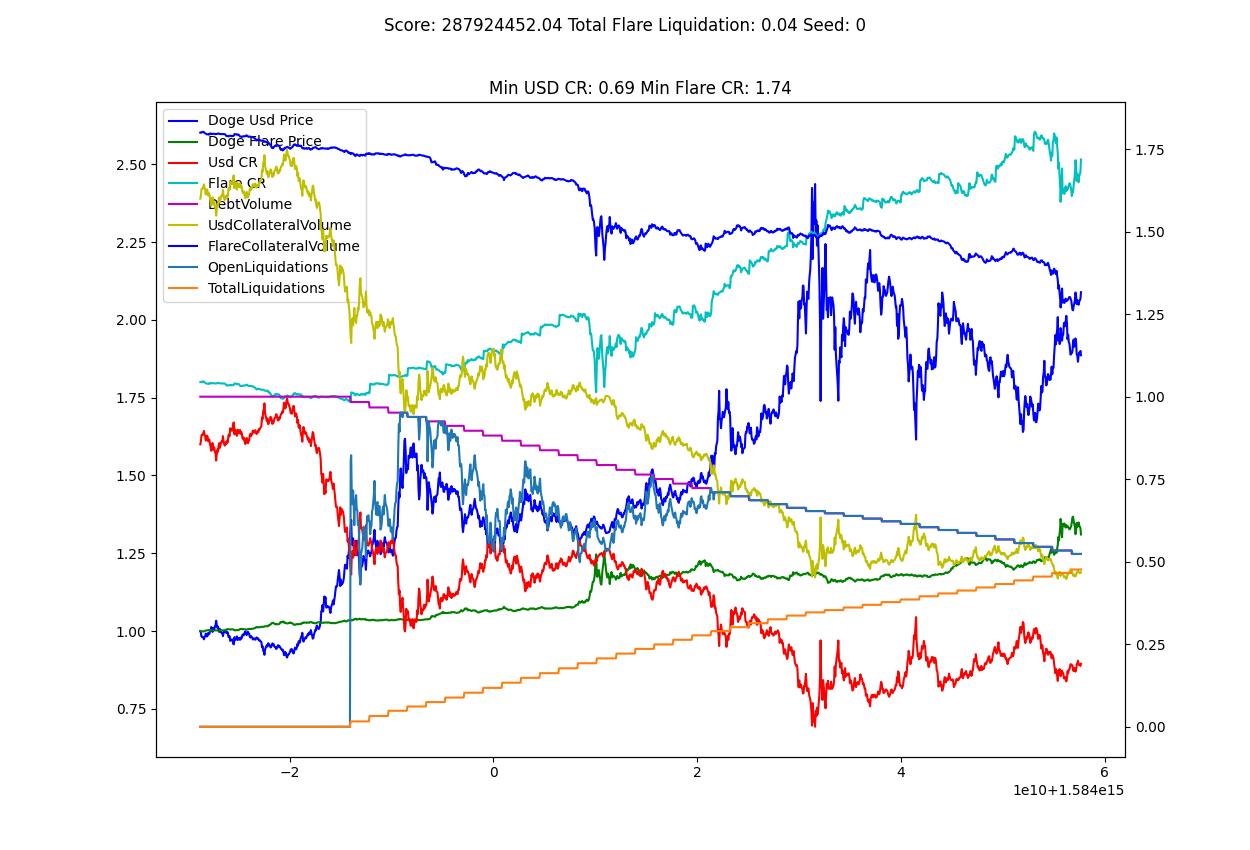 Score: 287924452.04 Total Flare Liquidation: 0.04 Seed: 0
Min USD CR: 0.69 Min Flare CR: 1.74
Doge Usd Price
Doge Flare Price
Usd CR
Flare CR
DebtVolume
UsdCollateralVolume
FlareCollateralVolume
OpenLiquidations
TotalLiquidations
2.50
2.25
2.00
1.75
1.50
1.25
1.00
0.75
1.75
1.50
1.25
1.00
0.75
0.50
0.25
0.00
−2 0 2 4 6
1e10+1.584e15